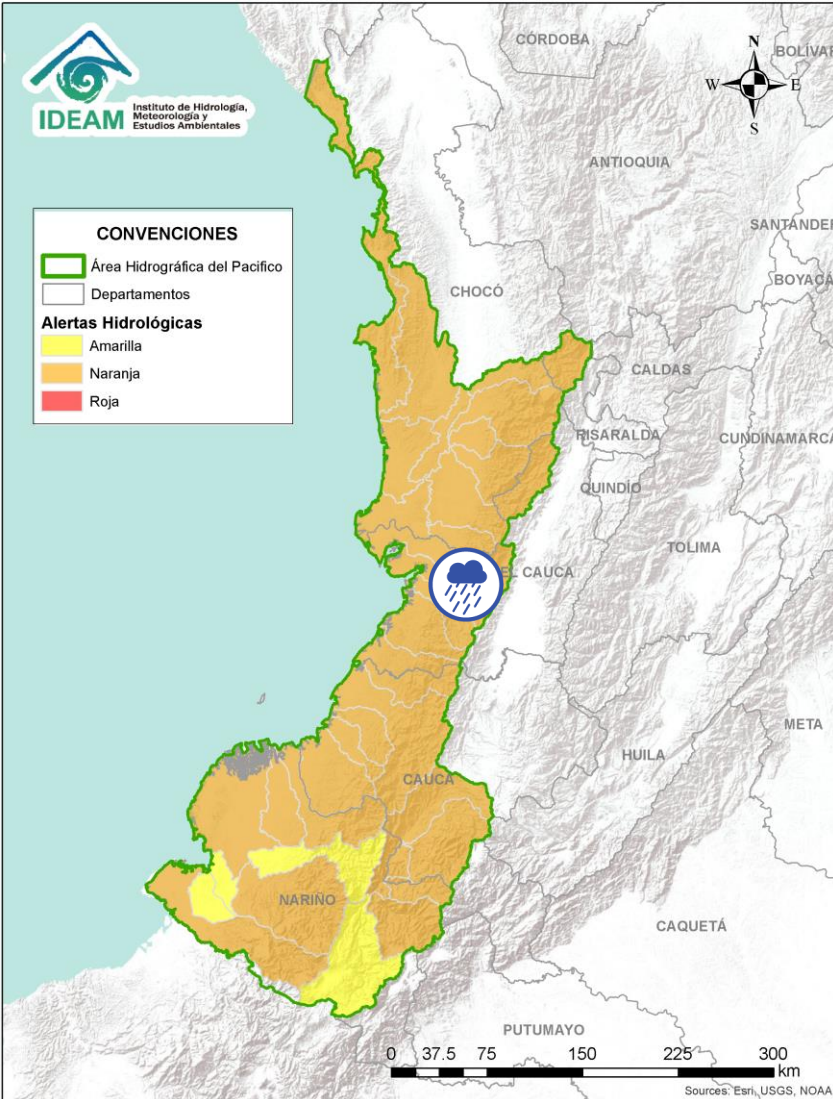 IDEAM
Instituto de Hidrología,
Meteorología y
Estudios Ambientales
CÓRDOBA
BOLÍVAR
N
W
E
S
ANTIOQUIA
CONVENCIONES
Área Hidrográfica del Pacifico
Departamentos
Alertas Hidrológicas
Amarilla
Naranja
Roja
SANTANDER
BOYACÁ
CHOCÓ
CALDAS
RISARALDA
CUNDINAMARCA
QUINDÍO
TOLIMA
EL CAUCA
META
HUILA
CAUCA
NARIÑO
CAQUETÁ
PUTUMAYO
0 37.5 75 150 225 300
km
Sources: Esri, USGS, NOAA